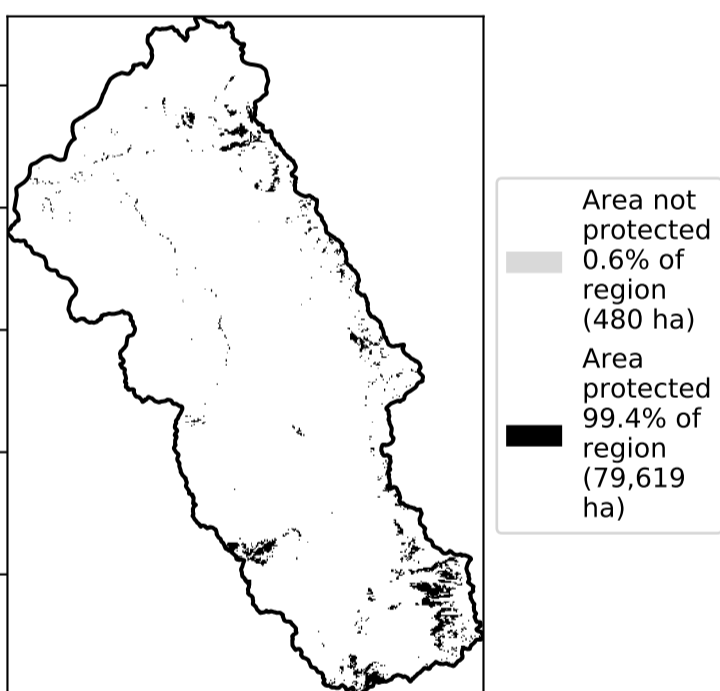 Area not
protected
0.6% of
region
(480 ha)
Area
protected
99.4% of
region
(79,619
ha)